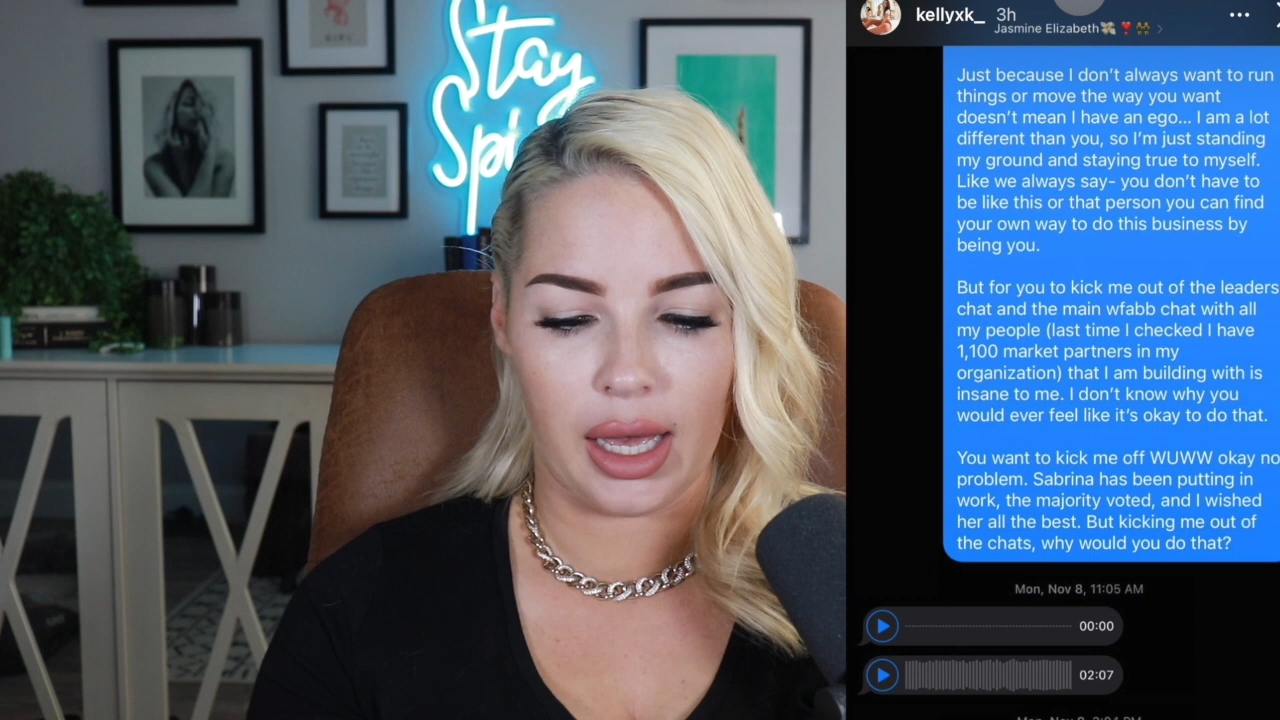 Stay
kellyxk_ 3h
Jasmine Elizabeth💸❣️👯 >
Just because I don’t always want to run
things or move the way you want
doesn’t mean I have an ego... I am a lot
different than you, so I’m just standing
my ground and staying true to myself.
Like we always say- you don’t have to
be like this or that person you can find
your own way to do this business by
being you.
But for you to kick me out of the leaders
chat and the main wfabb chat with all
my people (last time I checked I have
1,100 market partners in my
organization) that I am building with is
insane to me. I don’t know why you
would ever feel like it’s okay to do that.
You want to kick me off WUWW okay no
problem. Sabrina has been putting in
work, the majority voted, and I wished
her all the best. But kicking me out of
the chats, why would you do that?
Mon, Nov 8, 11:05 AM
00:00
02:07